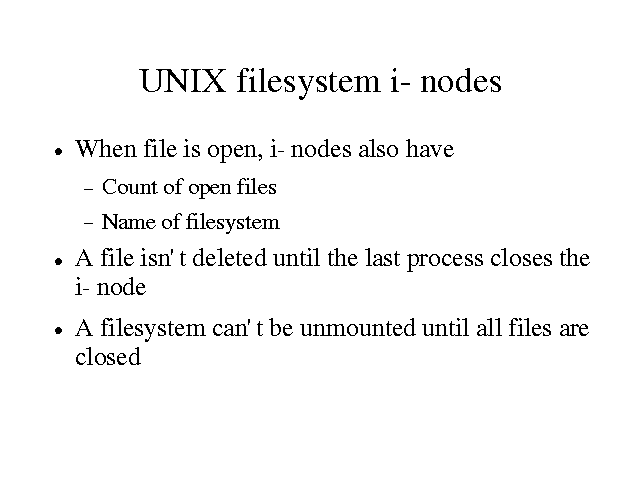 UNIX filesystem i- nodes
• When file is open, i- nodes also have
– Count of open files
– Name of filesystem
• A file isn' t deleted until the last process closes the
i- node
• A filesystem can' t be unmounted until all files are
closed